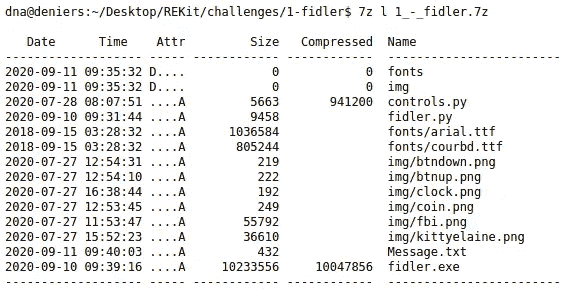 dna@deniers:~/Desktop/REKit/challenges/1-fidler$ 7z l 1_-_fidler.7z
   Date      Time    Attr         Size   Compressed  Name
------------------- ----- ------------ ------------  ------------------------
2020-09-11 09:35:32 D....            0            0  fonts
2020-09-11 09:35:32 D....            0            0  img
2020-07-28 08:07:51 ....A         5663       941200  controls.py
2020-09-10 09:31:44 ....A         9458               fidler.py
2018-09-15 03:28:32 ....A      1036584               fonts/arial.ttf
2018-09-15 03:28:32 ....A       805244               fonts/courbd.ttf
2020-07-27 12:54:31 ....A          219               img/btndown.png
2020-07-27 12:54:10 ....A          222               img/btnup.png
2020-07-27 16:38:44 ....A          192               img/clock.png
2020-07-27 12:53:45 ....A          249               img/coin.png
2020-07-27 11:53:47 ....A        55792               img/fbi.png
2020-07-27 15:52:23 ....A        36610               img/kittyelaine.png
2020-09-11 09:40:03 ....A          432               Message.txt
2020-09-10 09:39:16 ....A     10233556     10047856  fidler.exe
------------------- ----- ------------ ------------  ------------------------